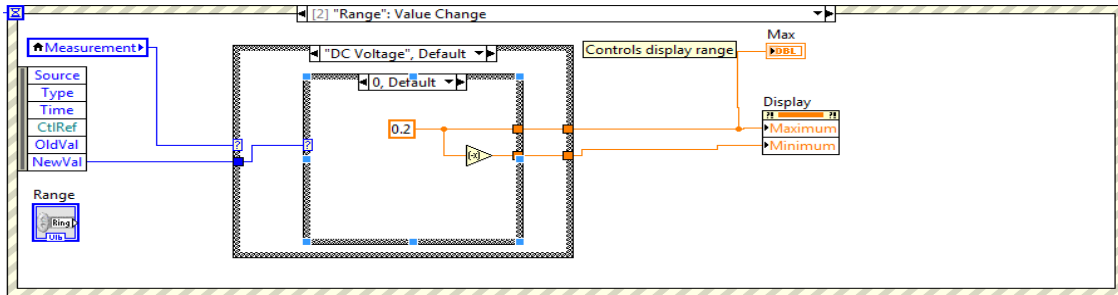 [2] "Range": Value Change
Measurement
Source
Type
Time
CtlRef
OldVal
NewVal
Range
Ring
U16
"DC Voltage", Default
0, Default
0.2
Controls display range
Max
DBL
Display
Maximum
Minimum